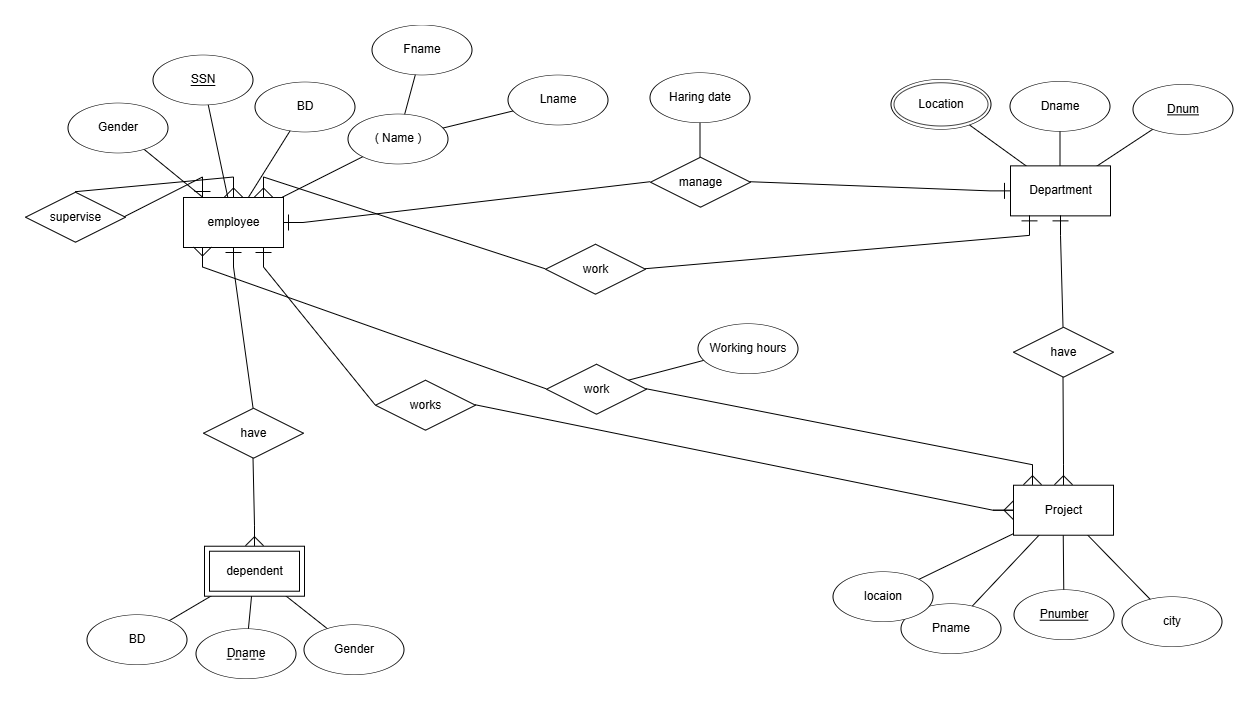 Fname
SSN
Lname
Haring date
Location
Dname
Dnum
BD
Gender
( Name )
manage
Department
supervise
employee
work
Working hours
have
work
works
have
Project
dependent
locaion
Pname
Pnumber
city
BD
Dname
Gender